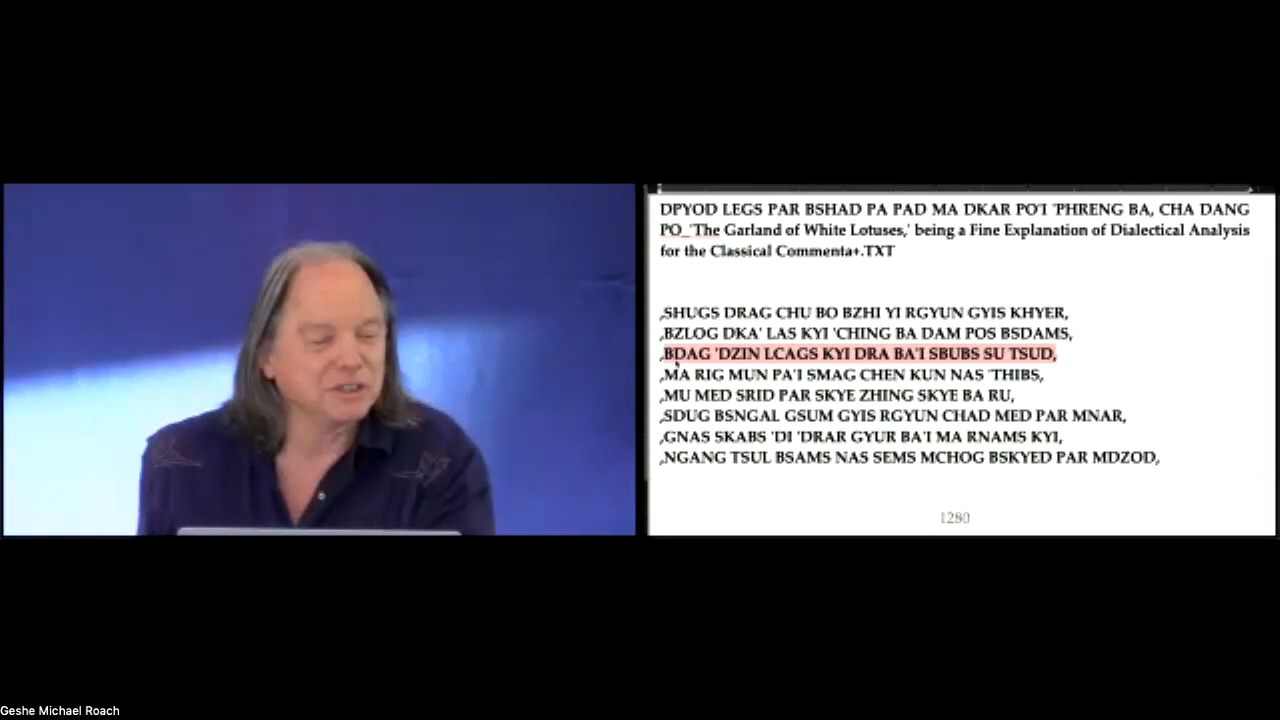 DPYOD LEGS PAR BSHAD PA PAD MA DKAR PO'I 'PHRENG BA, CHA DANG
PO_'The Garland of White Lotuses,' being a Fine Explanation of Dialectical Analysis
for the Classical Commenta+.TXT
,SHUGS DRAG CHU BO BZHI YI RGYUN GYIS KHYER,
,BZLOG DKA' LAS KYI 'CHING BA DAM POS BSDAMS,
,BDAG 'DZIN LCAGS KYI DRA BA'I SBUBS SU TSUD,
,MA RIG MUN PA'I SMAG CHEN KUN NAS 'THIBS,
,MU MED SRID PAR SKYE ZHING SKYE BA RU,
,SDUG BSNGAL GSUM GYIS RGYUN CHAD MED PAR MNAR,
,GNAS SKABS 'DI 'DRAR GYUR BA'I MA RNAMS KYI,
,NGANG TSUL BSAMS NAS SEMS MCHOG BSKYED PAR MDZOD,
1280
Geshe Michael Roach